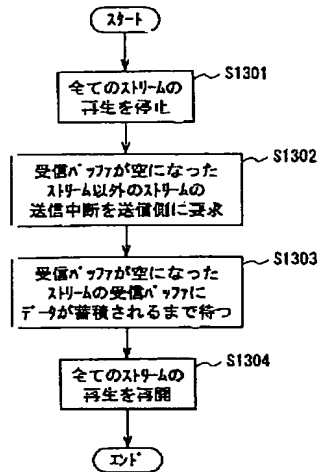 スタート
S1301
全てのストリームの
再生を停止
S1302
受信バッファが空になった
ストリーム以外のストリームの
送信中断を送信側に要求
S1303
受信バッファが空になった
ストリームの受信バッファに
データが蓄積されるまで待つ
S1304
全てのストリームの
再生を再開
エンド